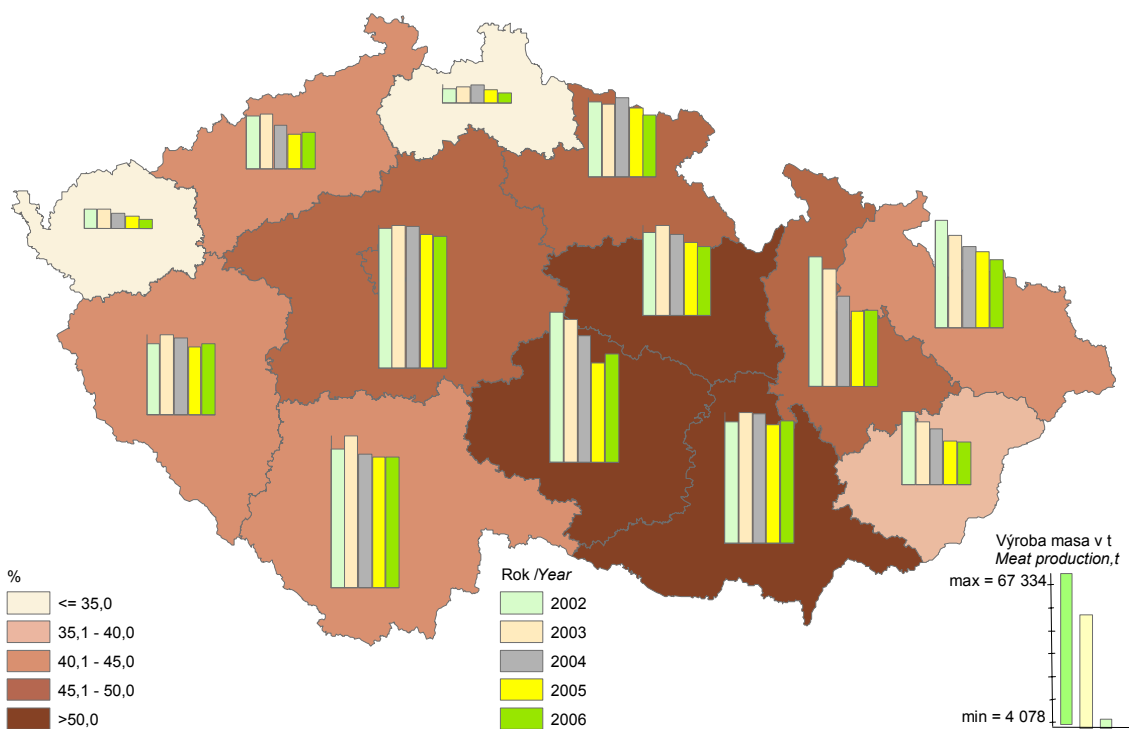 %
<= 35,0
35,1 - 40,0
40,1 - 45,0
45,1 - 50,0
>50,0
Rok /Year
2002
2003
2004
2005
2006
Výroba masa v t
Meat production,t
max = 67 334
min = 4 078